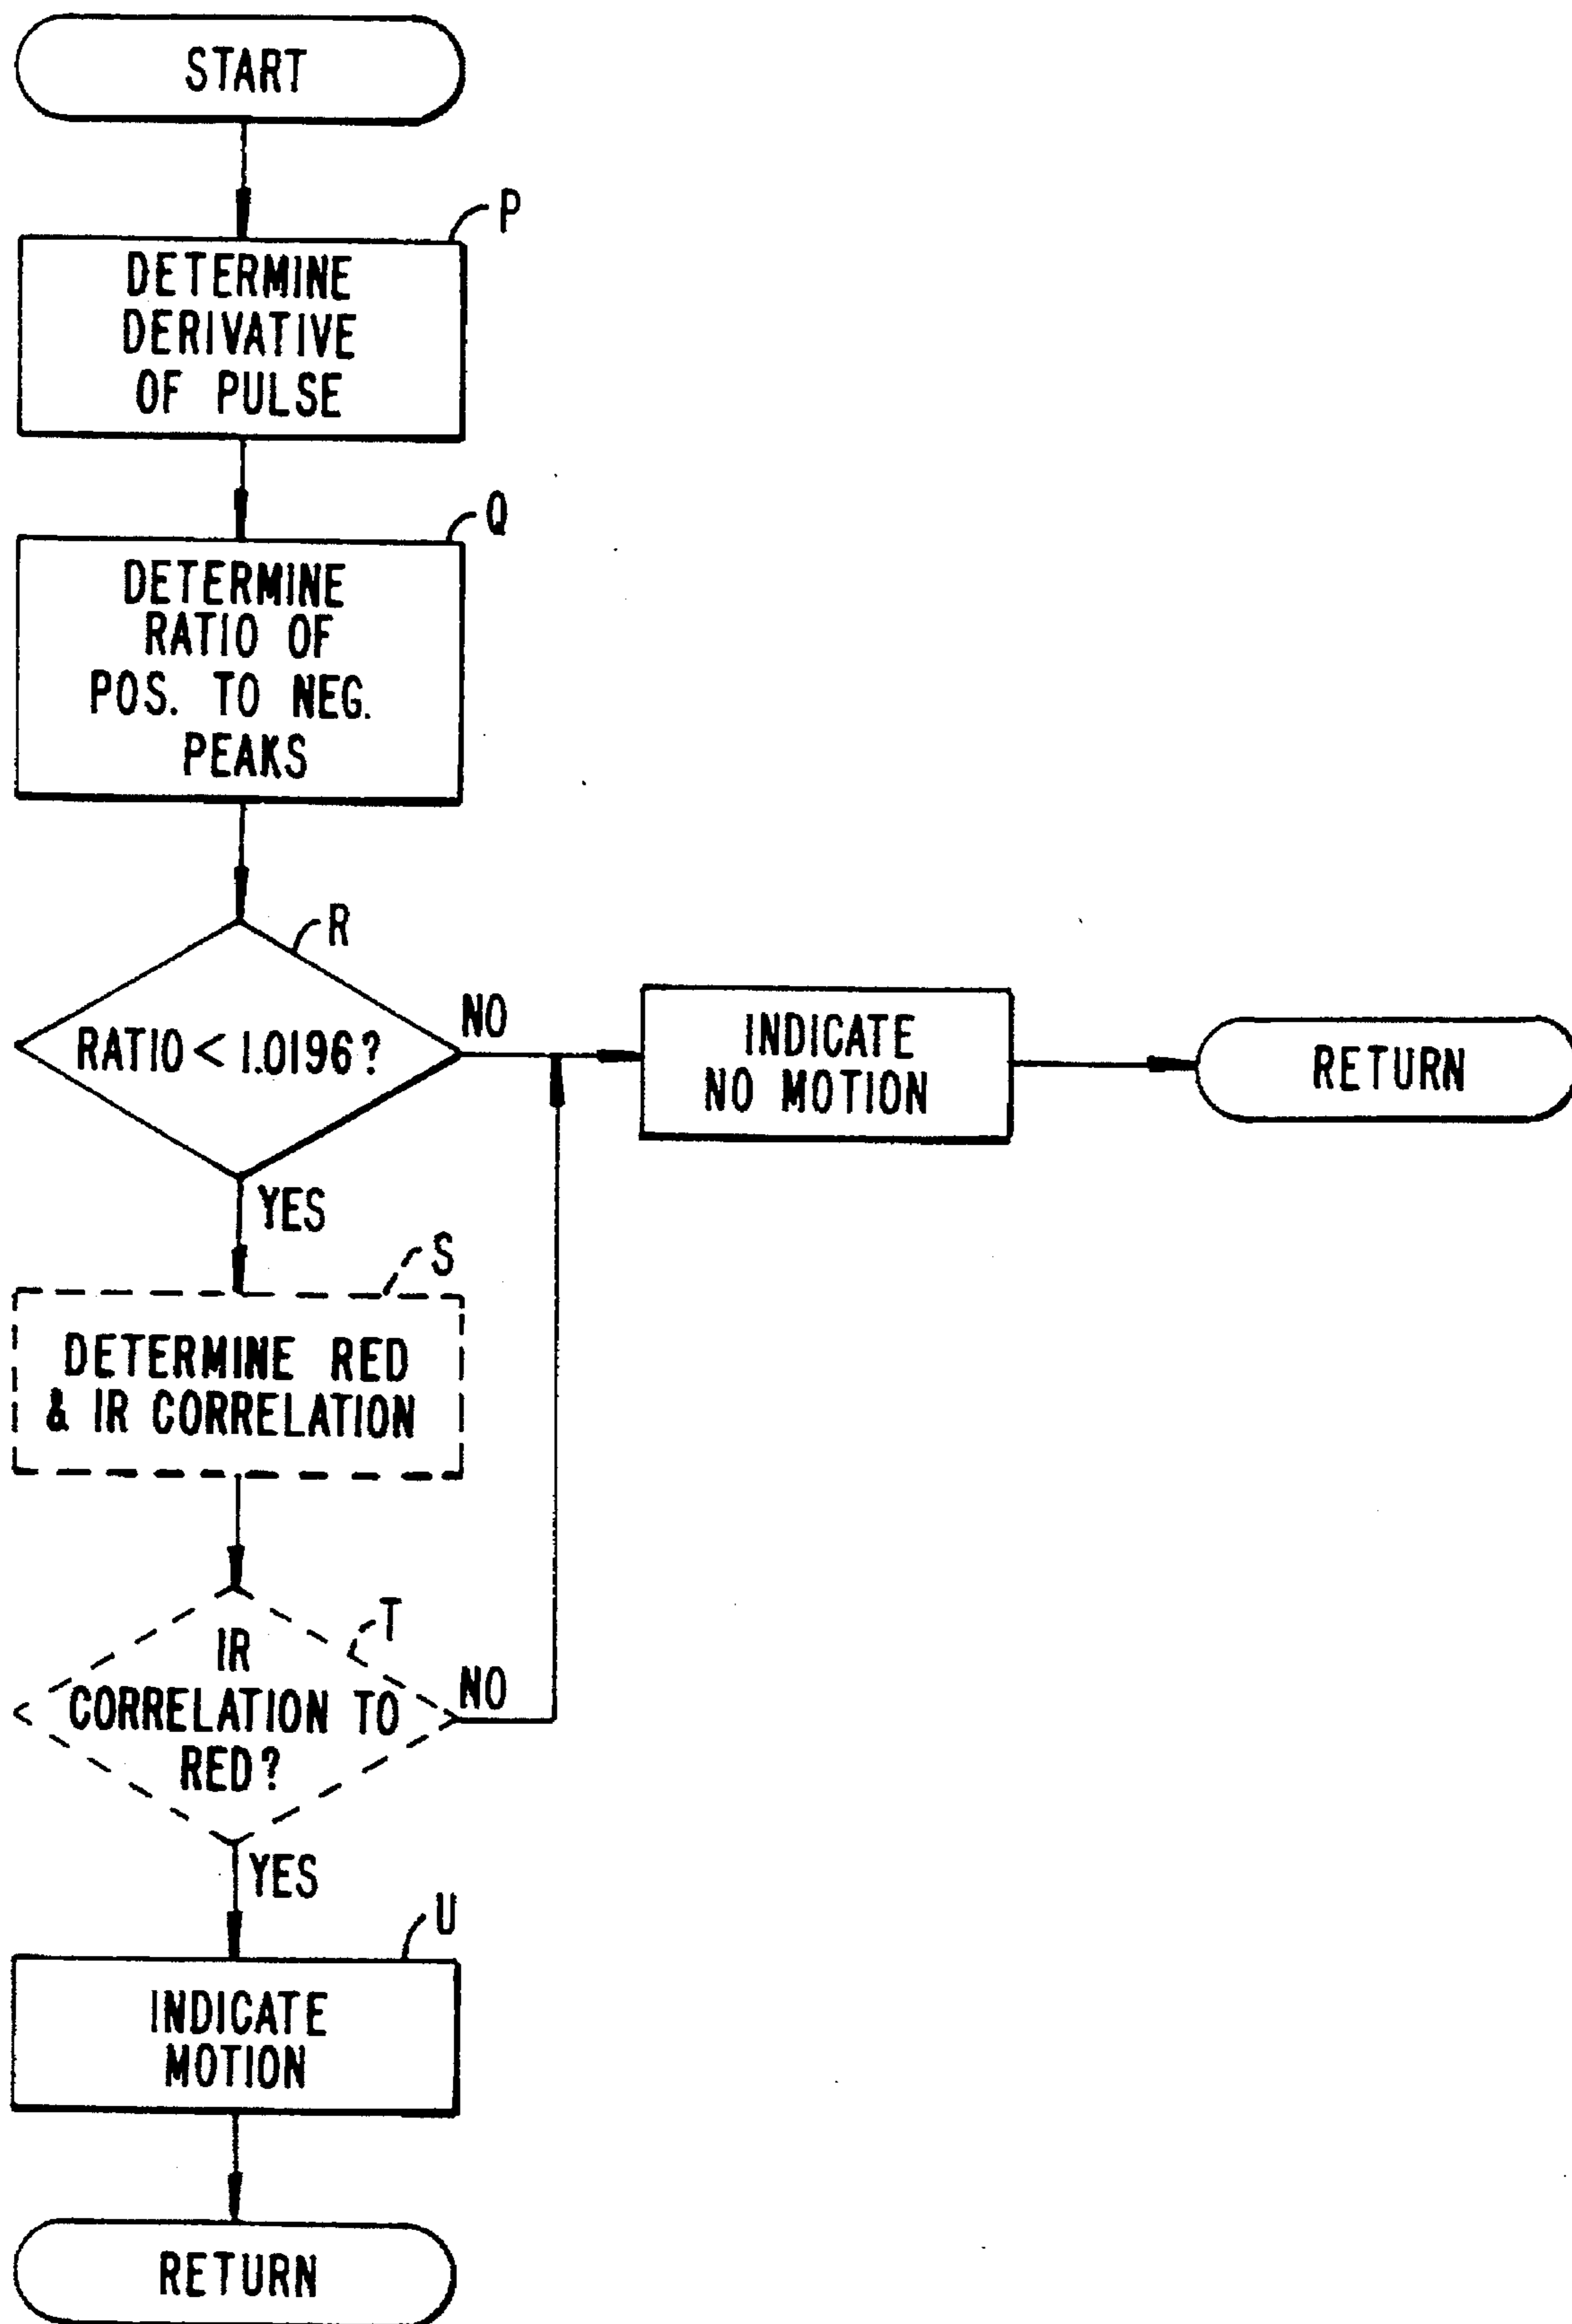 START
P
DETERMINE
DERIVATIVE
OF PULSE
Q
DETERMINE
RATIO OF
POS. TO NEG.
PEAKS
R
RATIO < 1.0196?
NO
INDICATE
NO MOTION
RETURN
YES
S
DETERMINE RED
& IR CORRELATION
T
IR
CORRELATION TO
RED?
NO
YES
U
INDICATE
MOTION
RETURN